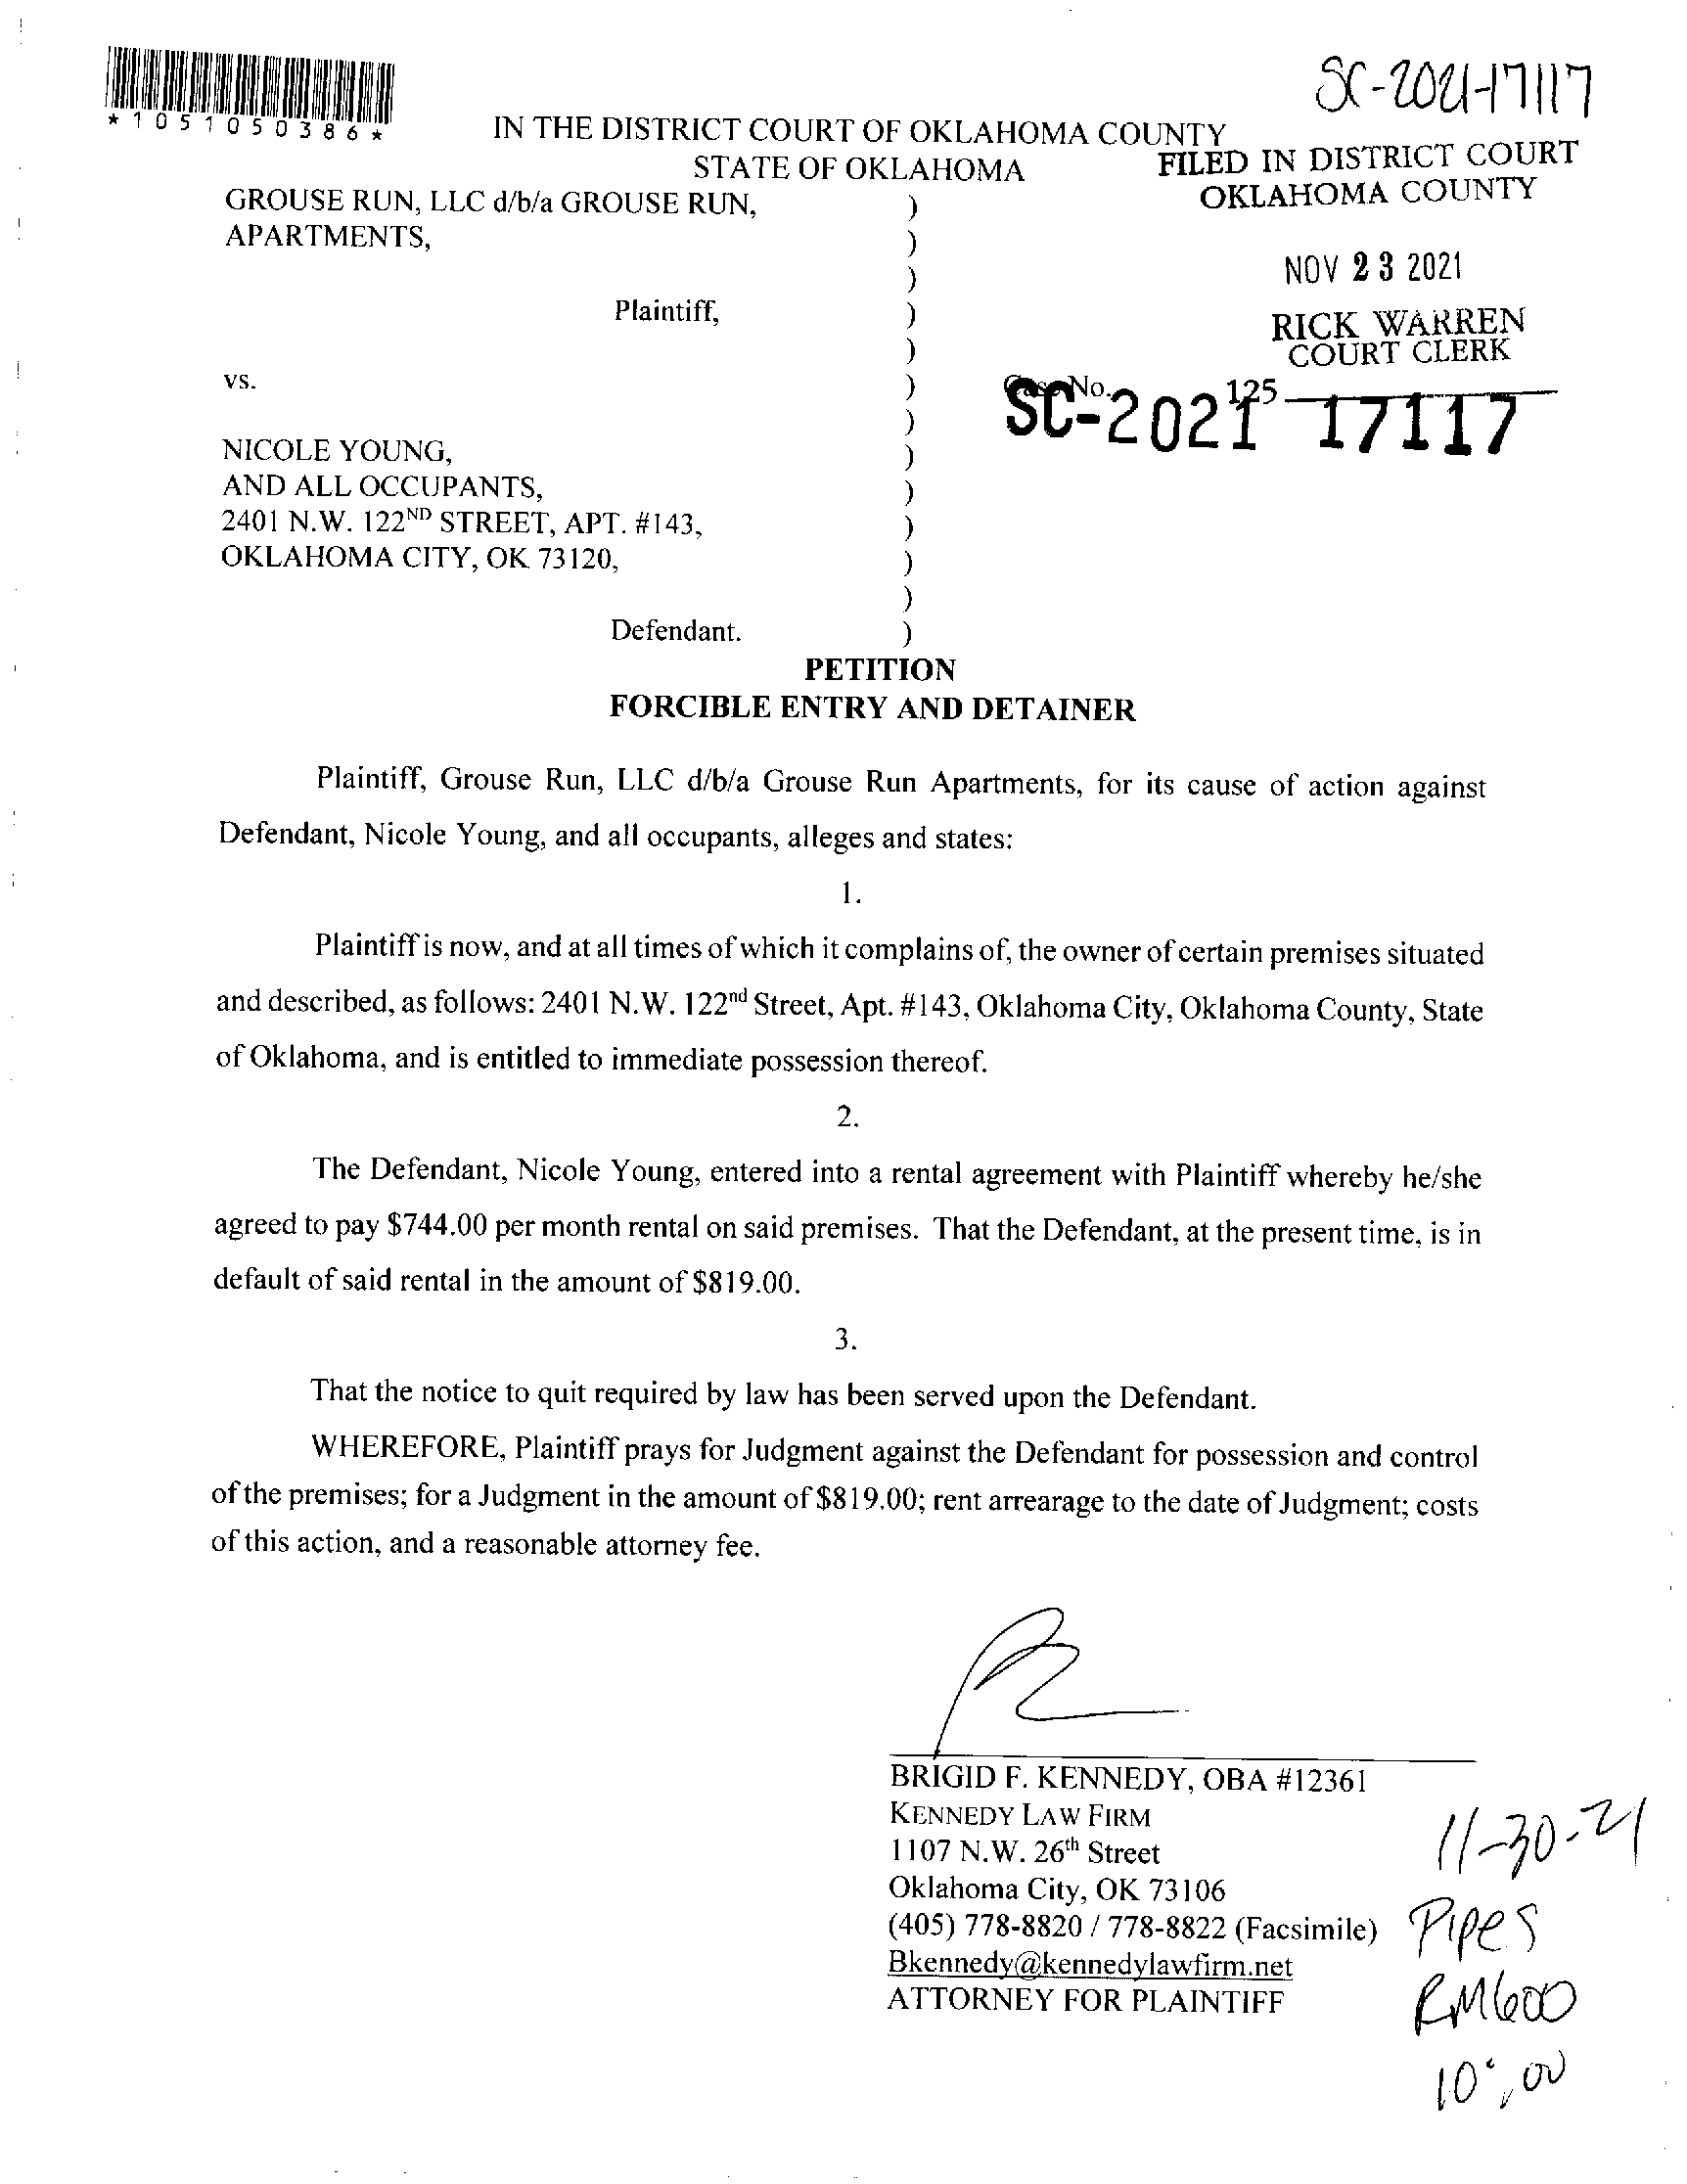 SC-2021-17117
*1051050386*
IN THE DISTRICT COURT OF OKLAHOMA COUNTY
STATE OF OKLAHOMA
FILED IN DISTRICT COURT
OKLAHOMA COUNTY
GROUSE RUN, LLC d/b/a GROUSE RUN,
APARTMENTS,
NOV 23 2021
Plaintiff,
RICK WARREN
COURT CLERK
vs.
Case No.
125
SC-2021 17117
NICOLE YOUNG,
AND ALL OCCUPANTS,
2401 N.W. 122ND STREET, APT. #143,
OKLAHOMA CITY, OK 73120,
Defendant.
PETITION
FORCIBLE ENTRY AND DETAINER
Plaintiff, Grouse Run, LLC d/b/a Grouse Run Apartments, for its cause of action against
Defendant, Nicole Young, and all occupants, alleges and states:
1.
Plaintiff is now, and at all times of which it complains of, the owner of certain premises situated
and described, as follows: 2401 N.W. 122nd Street, Apt. #143, Oklahoma City, Oklahoma County, State
of Oklahoma, and is entitled to immediate possession thereof.
2.
The Defendant, Nicole Young, entered into a rental agreement with Plaintiff whereby he/she
agreed to pay $744.00 per month rental on said premises. That the Defendant, at the present time, is in
default of said rental in the amount of $819.00.
3.
That the notice to quit required by law has been served upon the Defendant.
WHEREFORE, Plaintiff prays for Judgment against the Defendant for possession and control
of the premises; for a Judgment in the amount of $819.00; rent arrearage to the date of Judgment; costs
of this action, and a reasonable attorney fee.
BRIGID F. KENNEDY, OBA #12361
KENNEDY LAW FIRM
1107 N.W. 26th Street
Oklahoma City, OK 73106
(405) 778-8820 / 778-8822 (Facsimile)
Bkennedy@kennedylawfirm.net
ATTORNEY FOR PLAINTIFF
11-30-21
Pipes
RM600
10:00